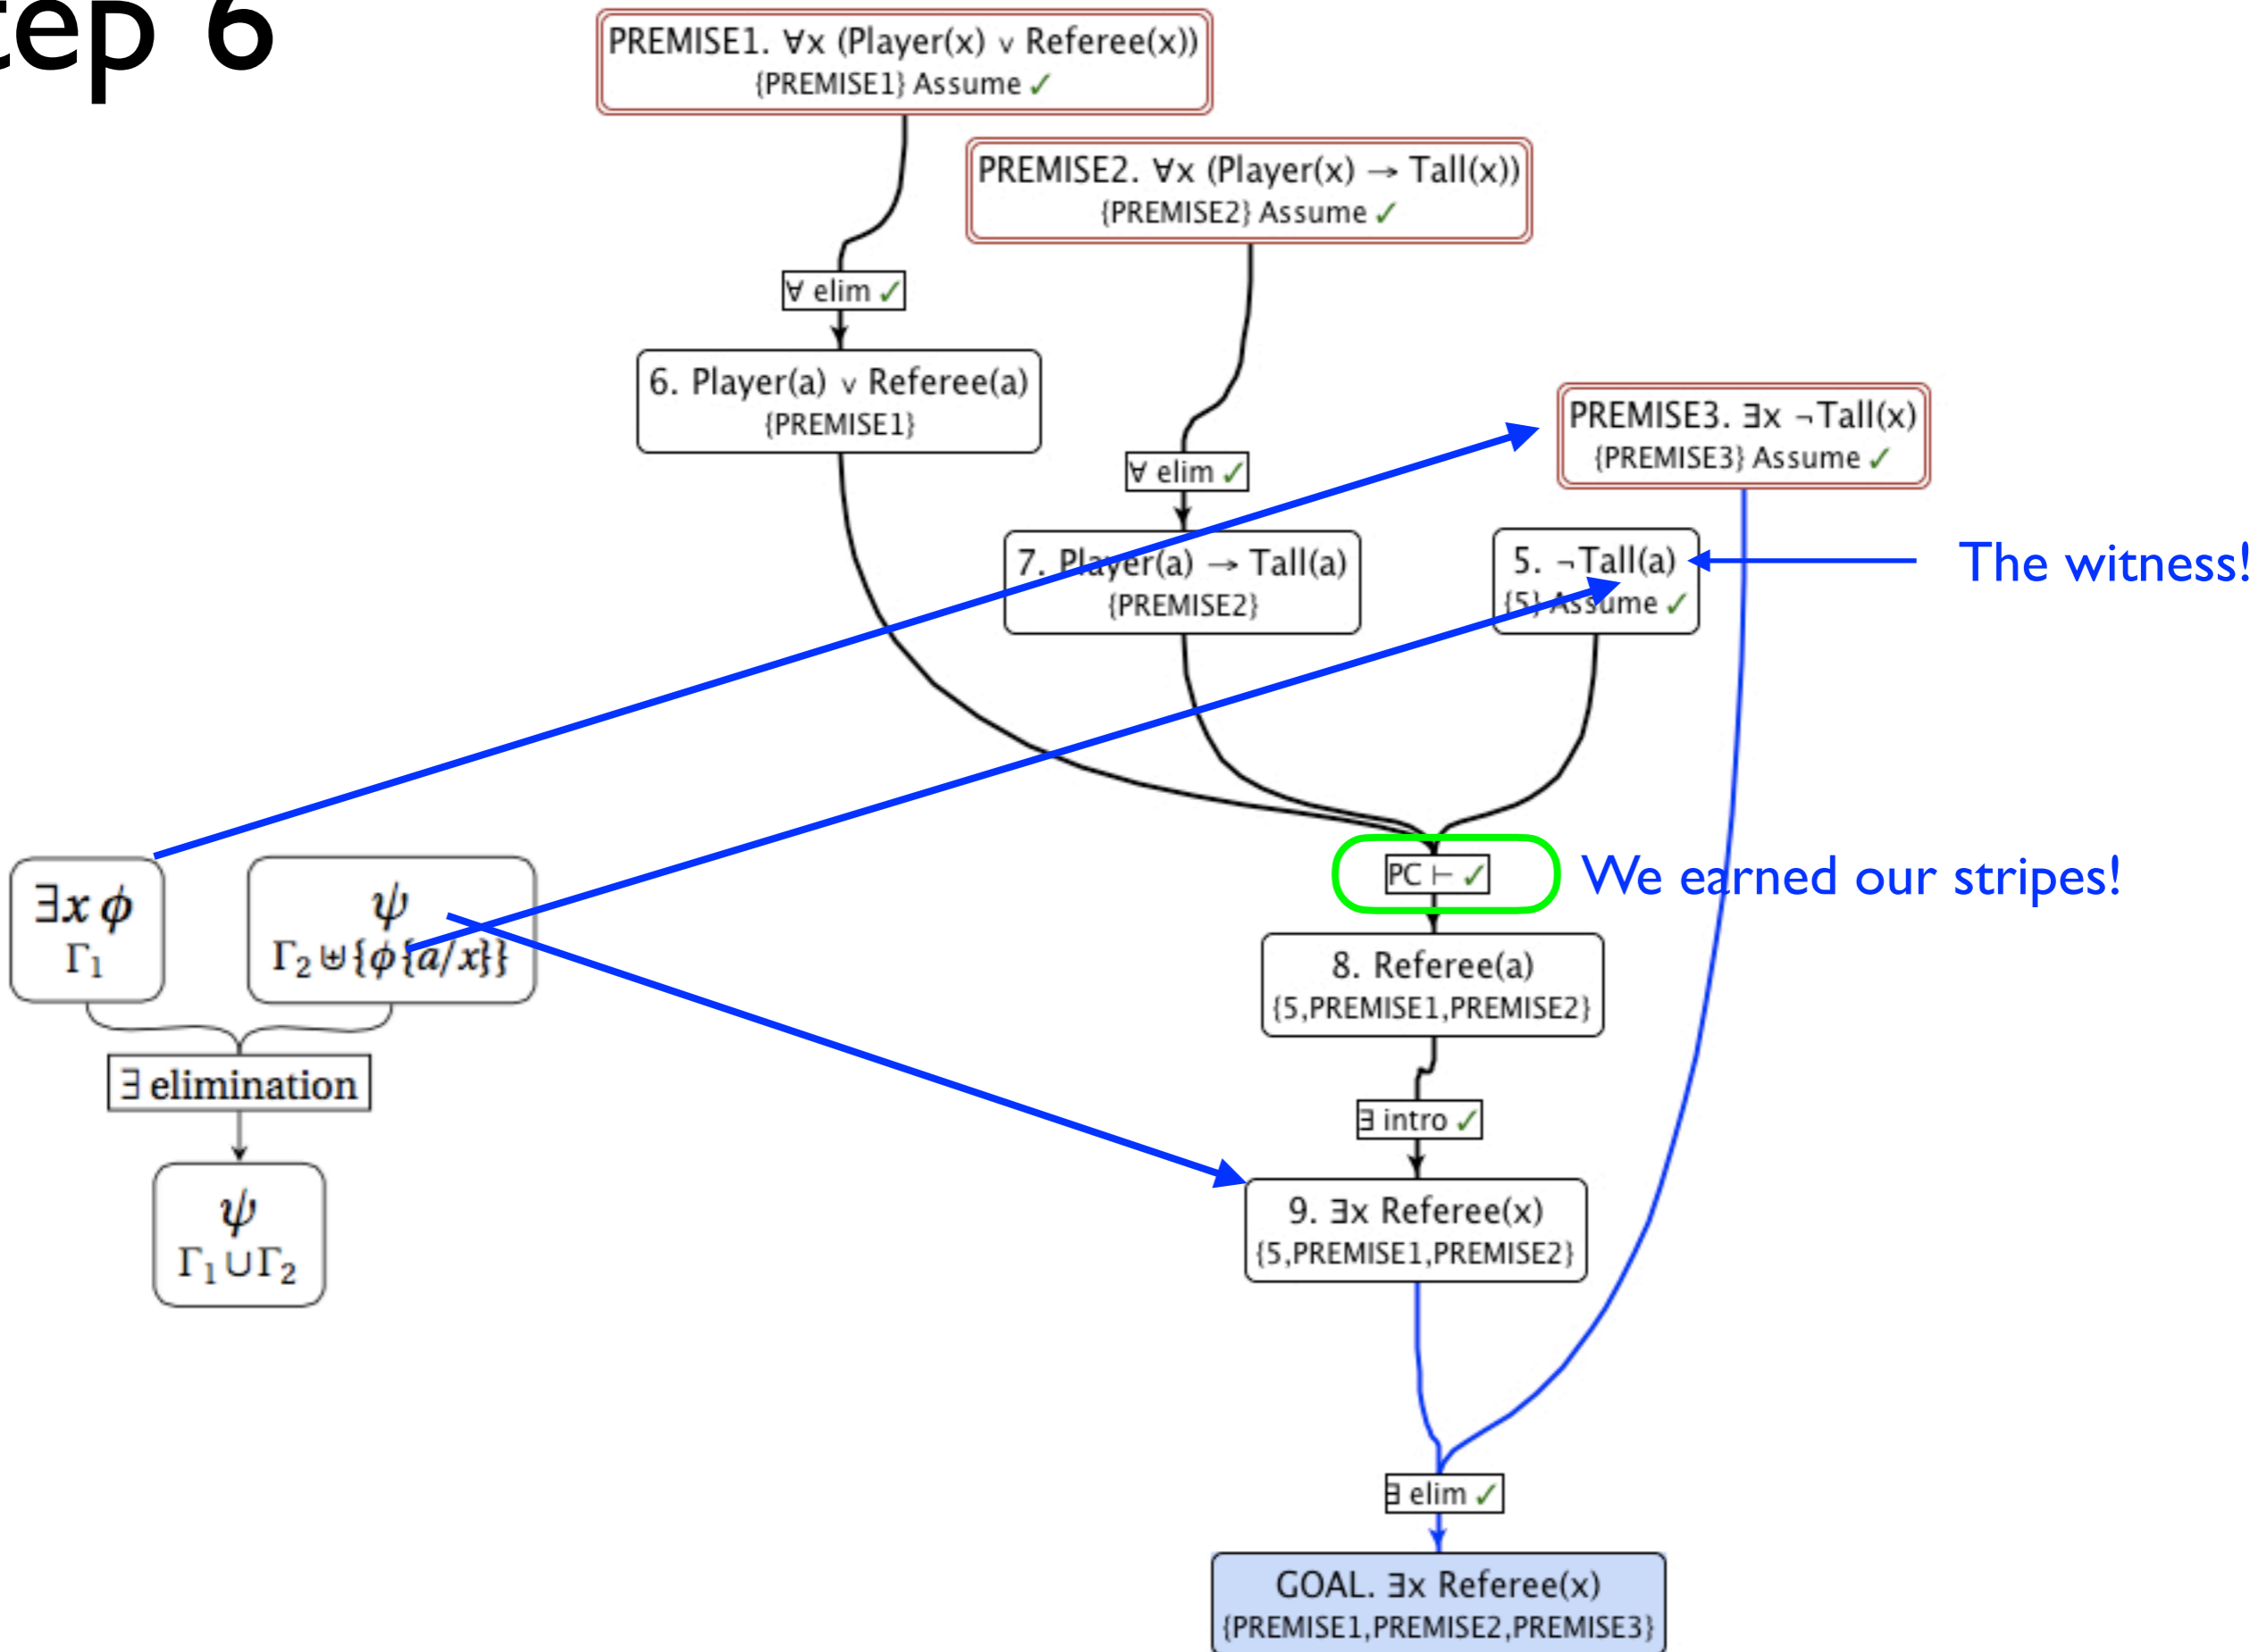 tep 6
PREMISE1. ∀x (Player(x) ∨ Referee(x))
{PREMISE1} Assume ✓
PREMISE2. ∀x (Player(x) → Tall(x))
{PREMISE2} Assume ✓
∀ elim ✓
6. Player(a) ∨ Referee(a)
{PREMISE1}
PREMISE3. ∃x ¬Tall(x)
{PREMISE3} Assume ✓
∀ elim ✓
7. Player(a) → Tall(a)
{PREMISE2}
5. ¬Tall(a)
{5} Assume ✓
The witness!
PC ⊢ ✓
We earned our stripes!
∃x ϕ
Γ1
ψ
Γ2 ⊎ {ϕ{a/x}}
8. Referee(a)
{5,PREMISE1,PREMISE2}
∃ elimination
∃ intro ✓
ψ
Γ1 ∪ Γ2
9. ∃x Referee(x)
{5,PREMISE1,PREMISE2}
∃ elim ✓
GOAL. ∃x Referee(x)
{PREMISE1,PREMISE2,PREMISE3}